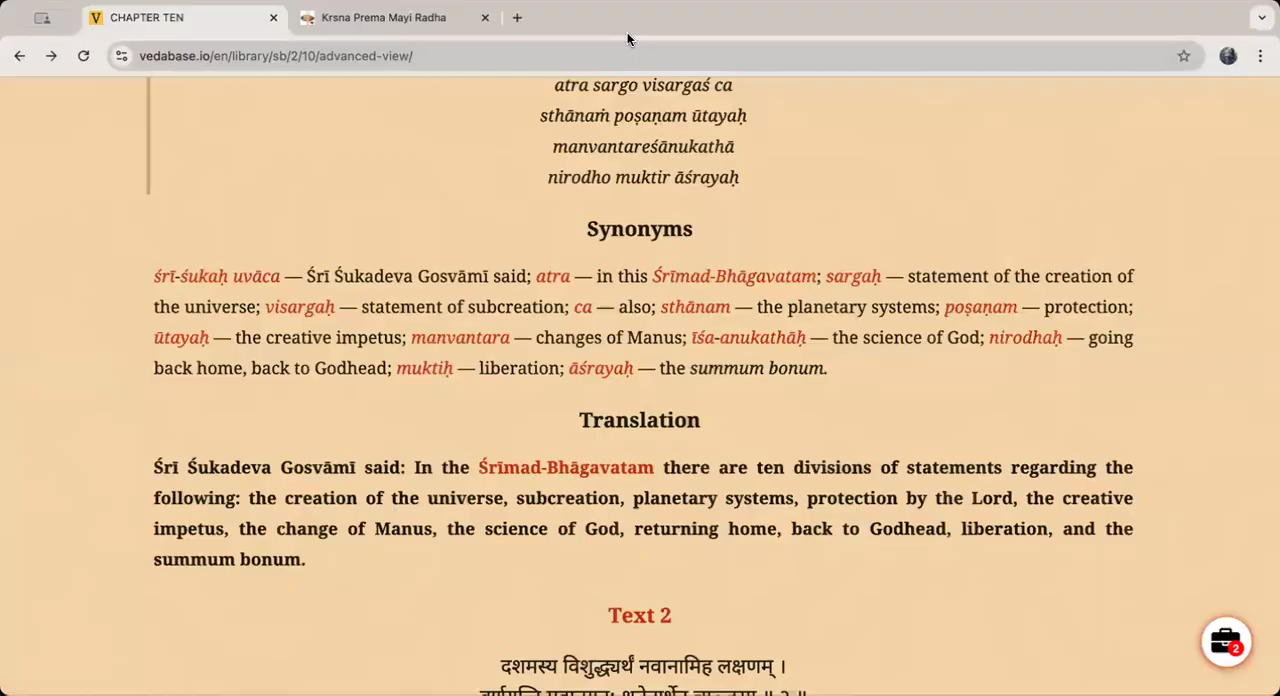 CHAPTER TEN
Krsna Prema Mayi Radha
vedabase.io/en/library/sb/2/10/advanced-view/
atra sargo visargaś ca
sthānaṁ poṣaṇam ūtayaḥ
manvantareśānukathā
nirodho muktir āśrayaḥ
Synonyms
śrī-śukaḥ uvāca — Śrī Śukadeva Gosvāmī said; atra — in this Śrīmad-Bhāgavatam; sargaḥ — statement of the creation of
the universe; visargaḥ — statement of subcreation; ca — also; sthānam — the planetary systems; poṣaṇam — protection;
ūtayaḥ — the creative impetus; manvantara — changes of Manus; īśa-anukathāḥ — the science of God; nirodhaḥ — going
back home, back to Godhead; muktiḥ — liberation; āśrayaḥ — the summum bonum.
Translation
Śrī Śukadeva Gosvāmī said: In the Śrīmad-Bhāgavatam there are ten divisions of statements regarding the
following: the creation of the universe, subcreation, planetary systems, protection by the Lord, the creative
impetus, the change of Manus, the science of God, returning home, back to Godhead, liberation, and the
summum bonum.
Text 2
दशमस्य विशुद्ध्यर्थं नवानामिह लक्षणम् ।
2